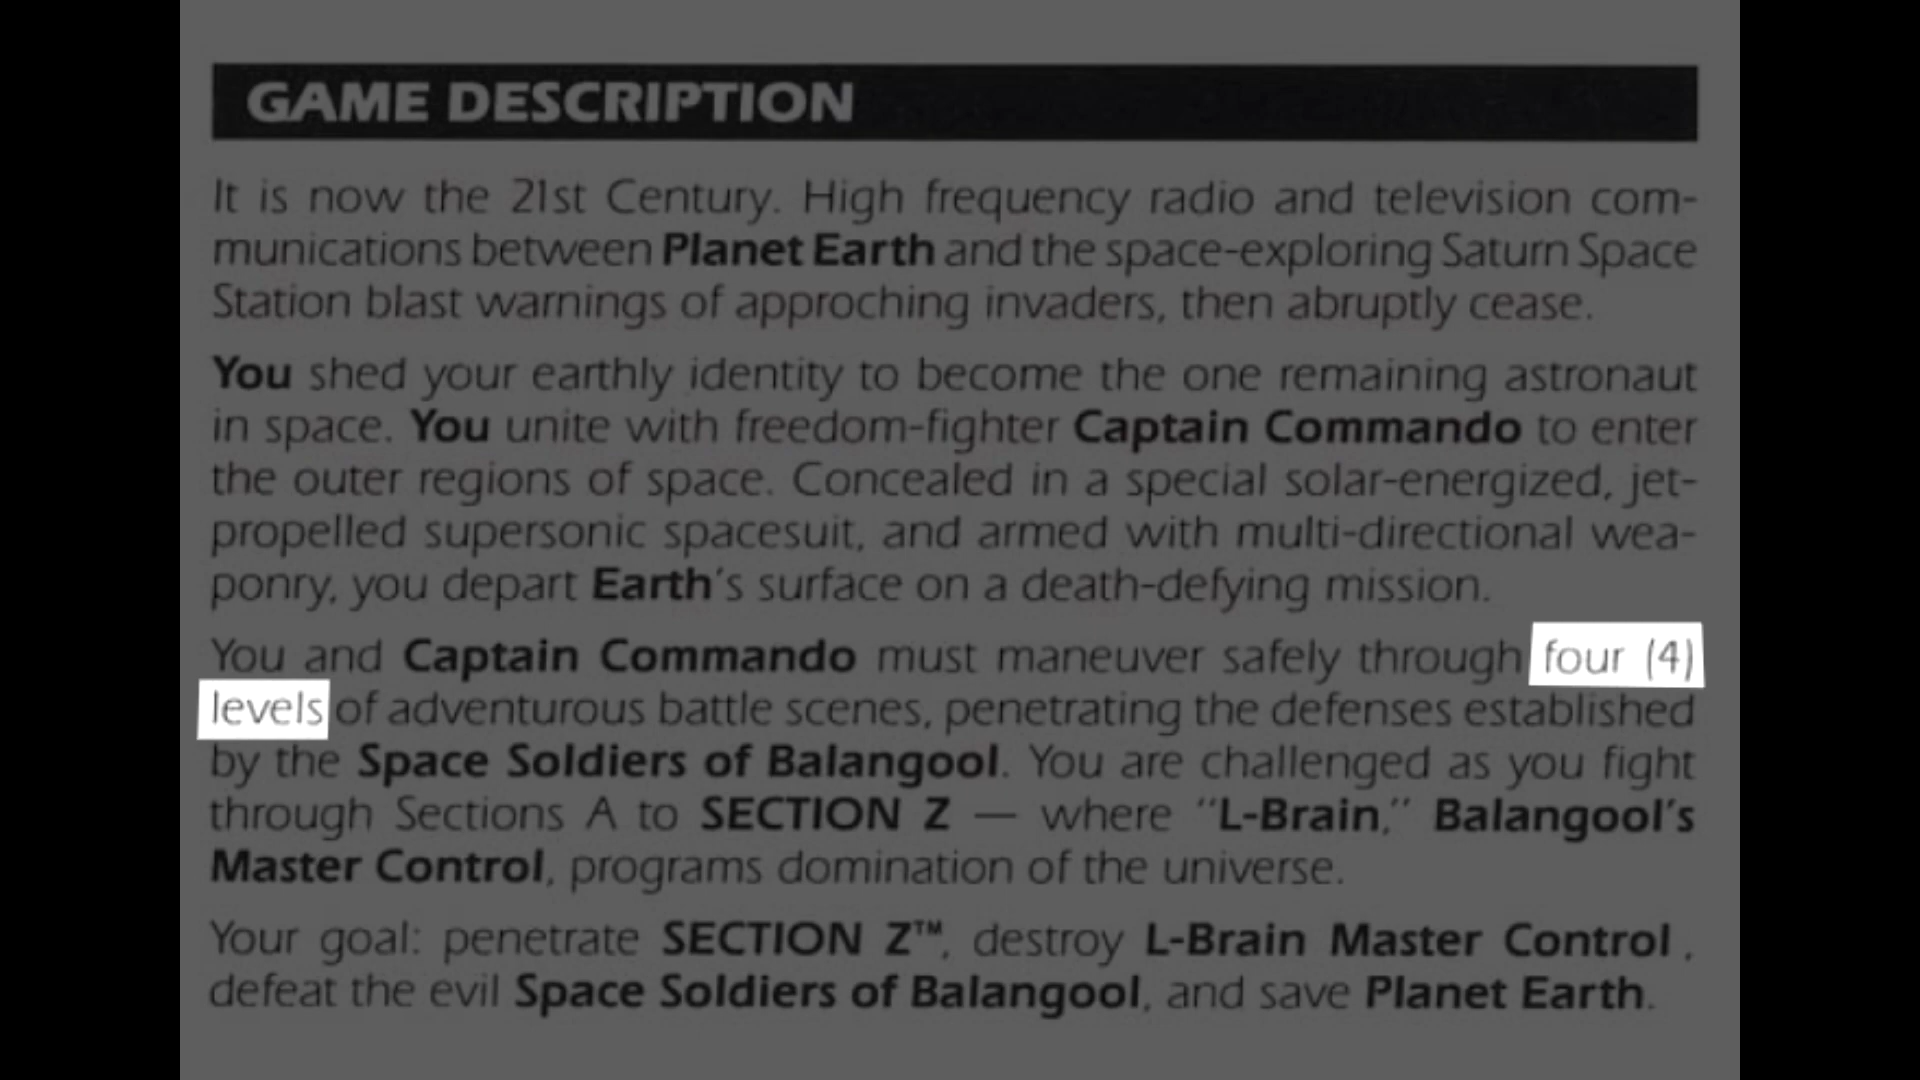 GAME DESCRIPTION
It is now the 21st Century. High frequency radio and television com-
munications between Planet Earth and the space-exploring Saturn Space
Station blast warnings of approching invaders, then abruptly cease.
You shed your earthly identity to become the one remaining astronaut
in space. You unite with freedom-fighter Captain Commando to enter
the outer regions of space. Concealed in a special solar-energized, jet-
propelled supersonic spacesuit, and armed with multi-directional wea-
ponry, you depart Earth's surface on a death-defying mission.
You and Captain Commando must maneuver safely through four (4)
levels of adventurous battle scenes, penetrating the defenses established
by the Space Soldiers of Balangool. You are challenged as you fight
through Sections A to SECTION Z — where "L-Brain," Balangool's
Master Control, programs domination of the universe.
Your goal: penetrate SECTION Z™, destroy L-Brain Master Control ,
defeat the evil Space Soldiers of Balangool, and save Planet Earth.